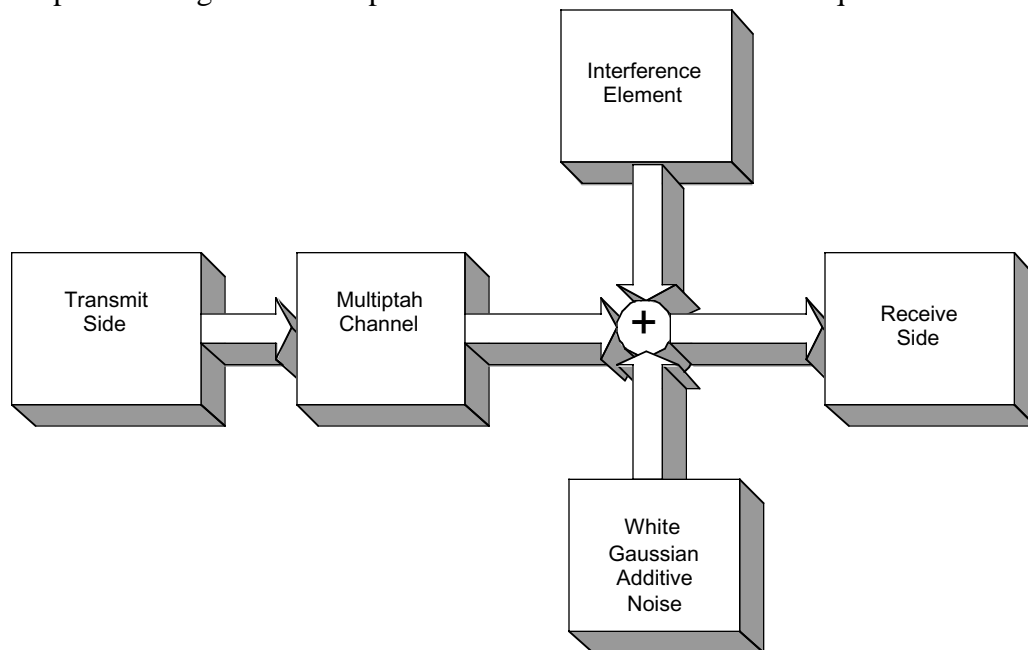 Interference
Element
Transmit
Side
Multiptah
Channel
+
Receive
Side
White
Gaussian
Additive
Noise